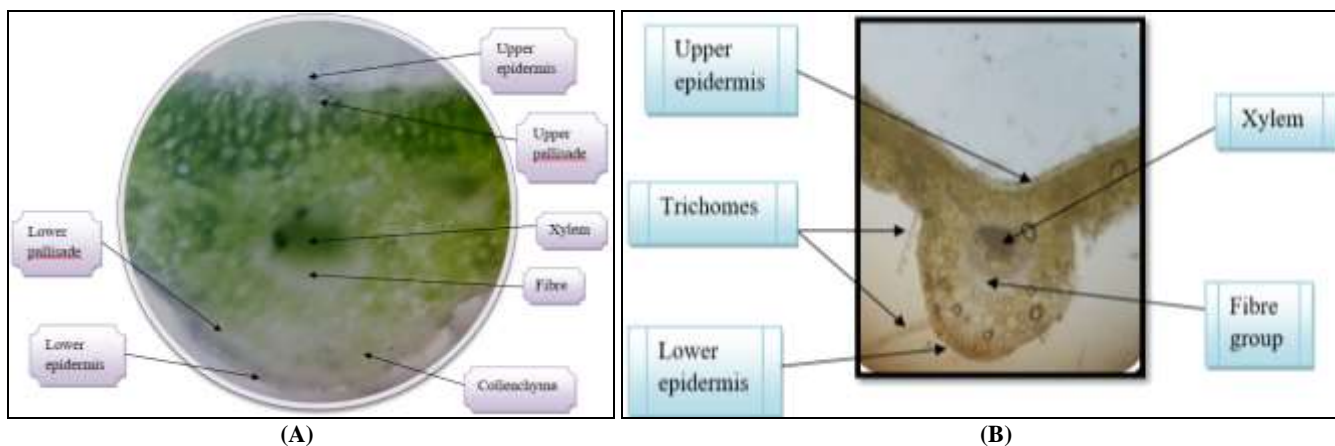 Upper
epidermis
Upper
pallisade
Xylem
Fibre
Collenchyma
Lower
pallisade
Lower
epidermis
(A)
Upper
epidermis
Trichomes
Lower
epidermis
Xylem
Fibre
group
(B)